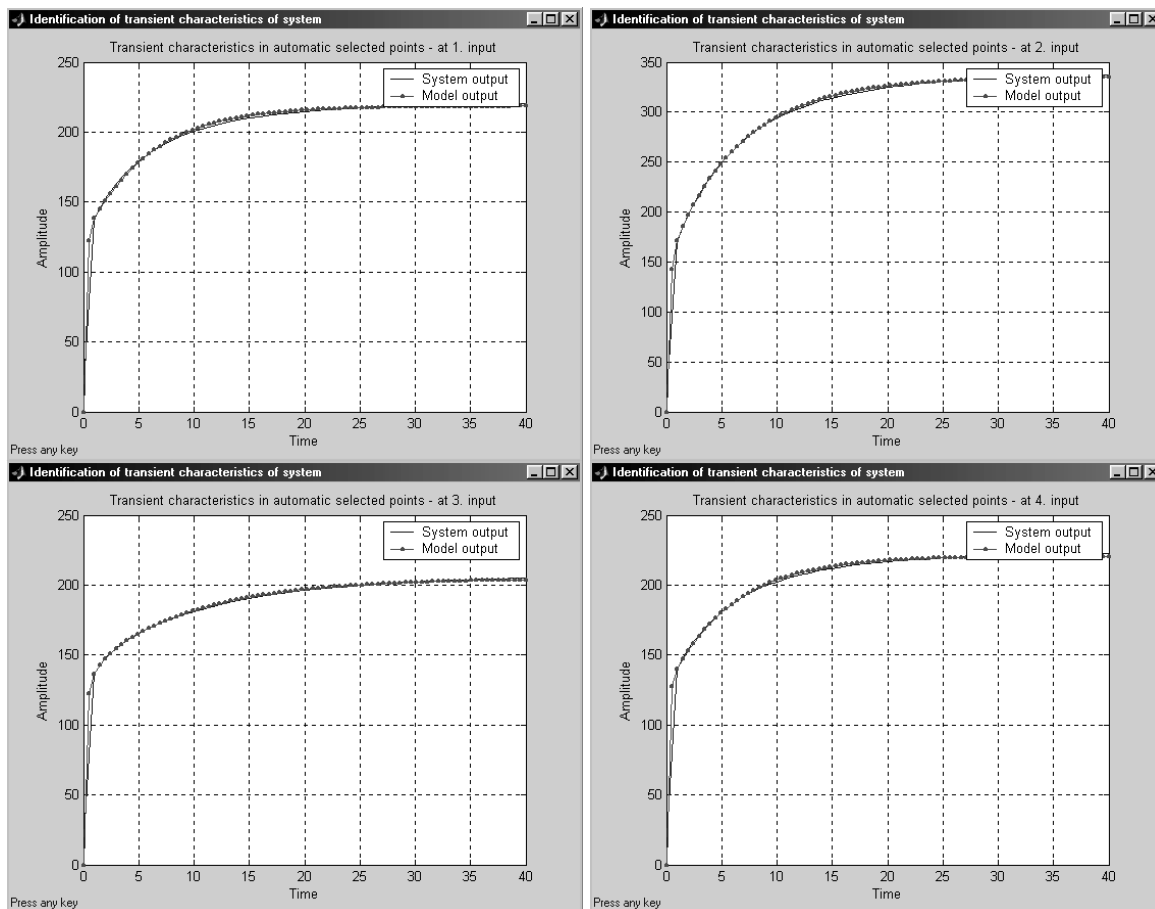 Identification of transient characteristics of system
Transient characteristics in automatic selected points - at 1. input
250
200
150
100
50
0
Amplitude
System output
Model output
0 5 10 15 20 25 30 35 40
Time
Press any key
Identification of transient characteristics of system
Transient characteristics in automatic selected points - at 2. input
350
300
250
200
150
100
50
0
Amplitude
System output
Model output
0 5 10 15 20 25 30 35 40
Time
Press any key
Identification of transient characteristics of system
Transient characteristics in automatic selected points - at 3. input
250
200
150
100
50
0
Amplitude
System output
Model output
0 5 10 15 20 25 30 35 40
Time
Press any key
Identification of transient characteristics of system
Transient characteristics in automatic selected points - at 4. input
250
200
150
100
50
0
Amplitude
System output
Model output
0 5 10 15 20 25 30 35 40
Time
Press any key